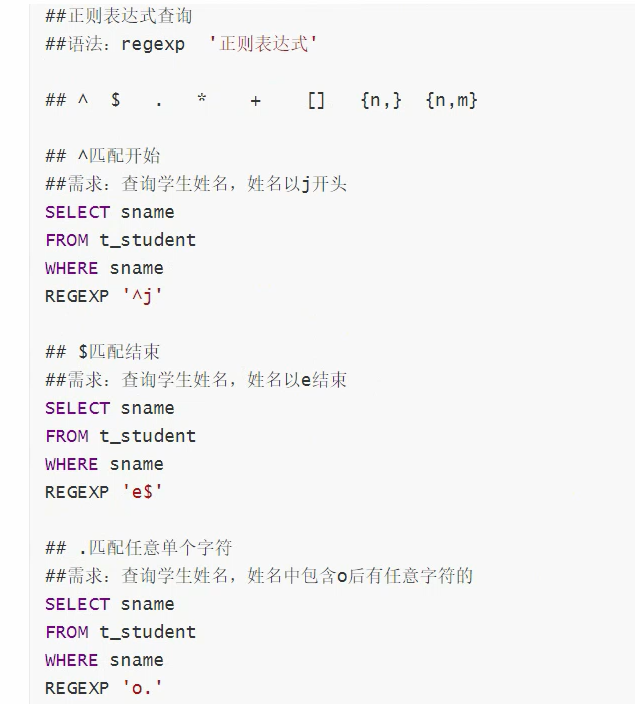 ##正则表达式查询
##语法：regexp '正则表达式'
## ^ $ . * + [] {n,} {n,m}
## ^匹配开始
##需求：查询学生姓名，姓名以j开头
SELECT sname
FROM t_student
WHERE sname
REGEXP '^j'
## $匹配结束
##需求：查询学生姓名，姓名以e结束
SELECT sname
FROM t_student
WHERE sname
REGEXP 'e$'
## .匹配任意单个字符
##需求：查询学生姓名，姓名中包含o后有任意字符的
SELECT sname
FROM t_student
WHERE sname
REGEXP 'o.'